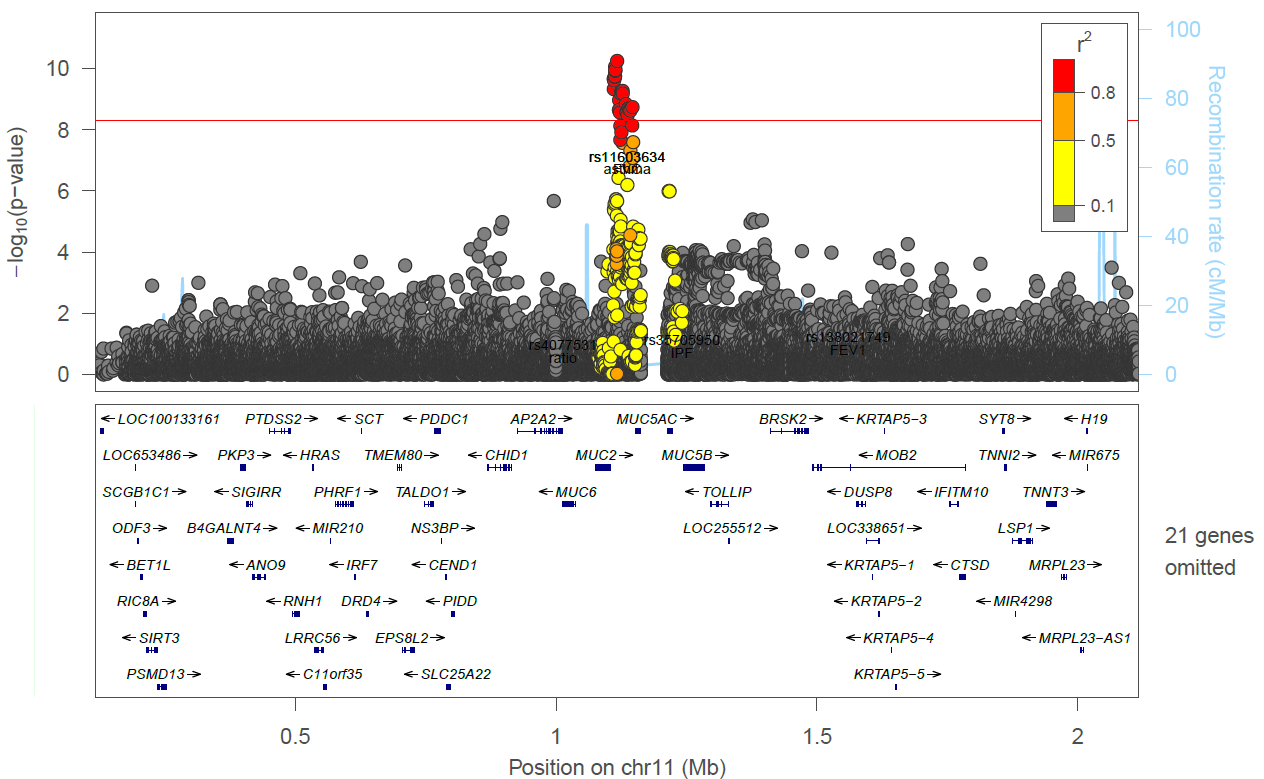 10
8
6
4
2
0
−log10(p−value)
100
80
60
40
20
0
Recombination rate (cM/Mb)
r2
0.8
0.5
0.1
rs11603634
asthma
rs4077531
ratio
rs35705950
IPF
rs138021749
FEV1
← LOC100133161 PTDSS2 → ← SCT ← PDDC1 AP2A2 → MUC5AC → BRSK2 → ← KRTAP5−3 SYT8 → ← H19
LOC653486 → ← PKP3 → ← HRAS TMEM80 → ← CHID1 MUC2 → MUC5B → ← MOB2 TNNI2 → ← MIR675
SCGB1C1 → ← SIGIRR PHRF1 → TALDO1 → ← MUC6 ← TOLLIP ← DUSP8 ← IFITM10 TNNT3 →
ODF3 → B4GALNT4 → ← MIR210 NS3BP → LOC255512 → LOC338651 → LSP1 →
← BET1L ← ANO9 ← IRF7 ← CEND1 ← KRTAP5−1 ← CTSD MRPL23 →
RIC8A → ← RNH1 DRD4 → ← PIDD ← KRTAP5−2 ← MIR4298
← SIRT3 LRRC56 → EPS8L2 → ← KRTAP5−4 ← MRPL23−AS1
PSMD13 → ← C11orf35 ← SLC25A22 KRTAP5−5 →
21 genes
omitted
0.5 1 1.5 2
Position on chr11 (Mb)